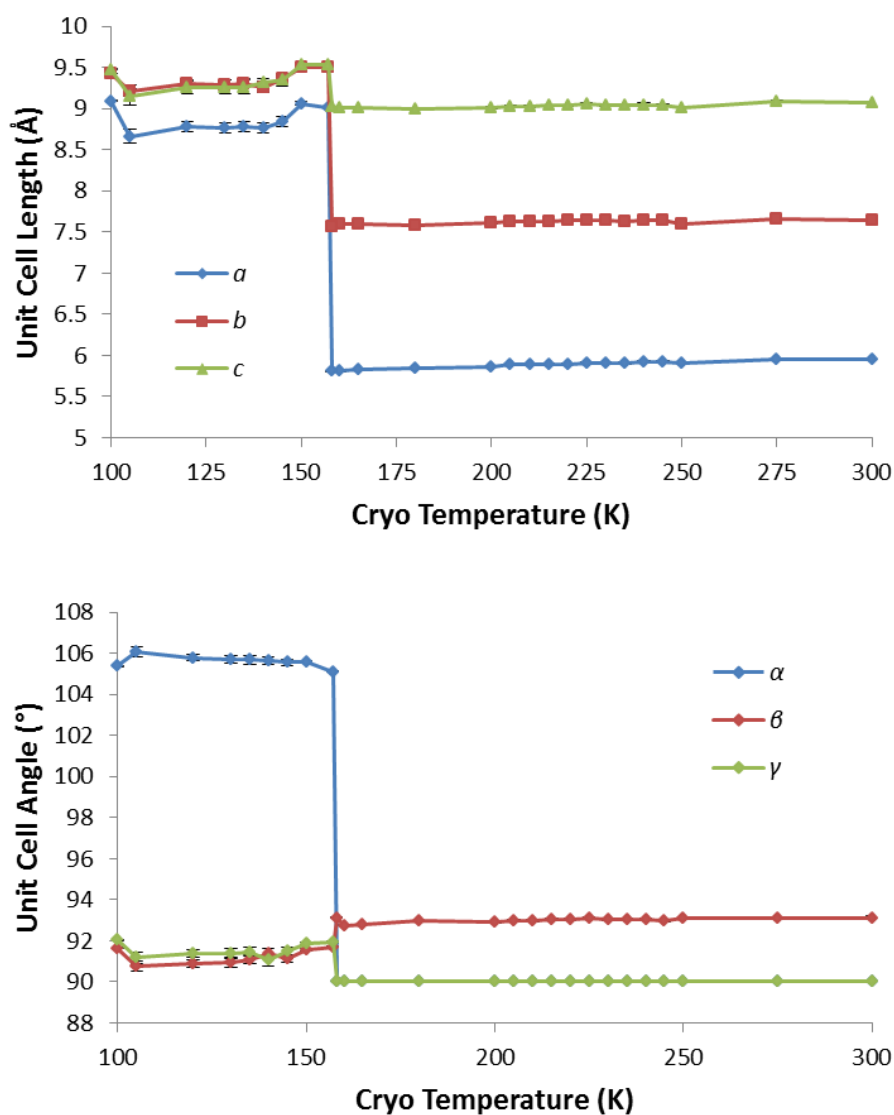 10
9.5
9
8.5
8
7.5
7
6.5
6
5.5
5
Unit Cell Length (Å)
a
b
c
100 125 150 175 200 225 250 275 300
Cryo Temperature (K)
108
106
104
102
100
98
96
94
92
90
88
Unit Cell Angle (°)
α
β
γ
100 150 200 250 300
Cryo Temperature (K)